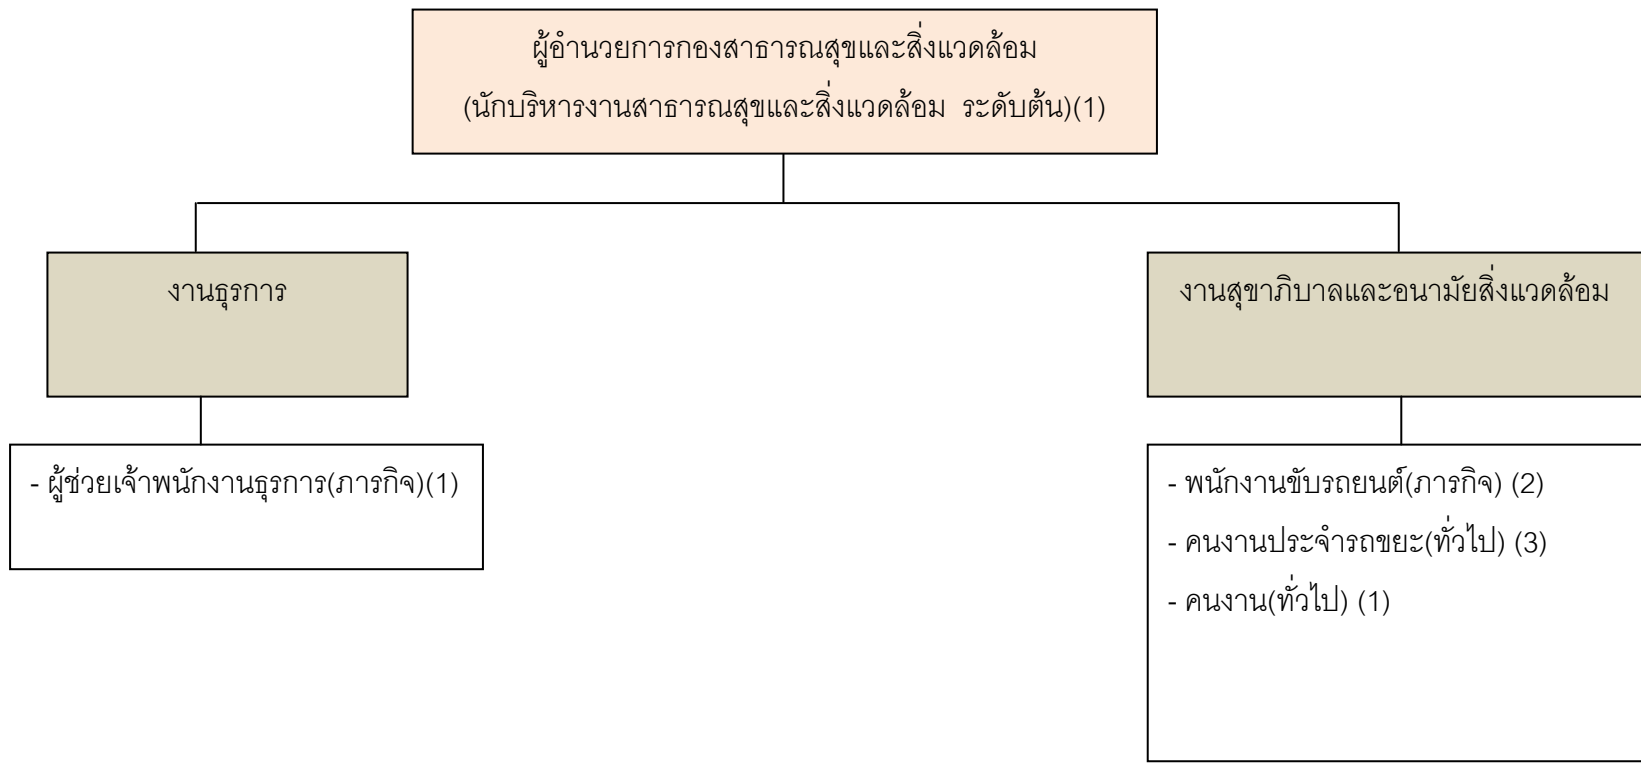 ผู้อำนวยการกองสาธารณสุขและสิ่งแวดล้อม
(นักบริหารงานสาธารณสุขและสิ่งแวดล้อม ระดับต้น)(1)
งานธุรการ
งานสุขาภิบาลและอนามัยสิ่งแวดล้อม
- ผู้ช่วยเจ้าพนักงานธุรการ(ภารกิจ)(1)
- พนักงานขับรถยนต์(ภารกิจ) (2)
- คนงานประจำรถขยะ(ทั่วไป) (3)
- คนงาน(ทั่วไป) (1)